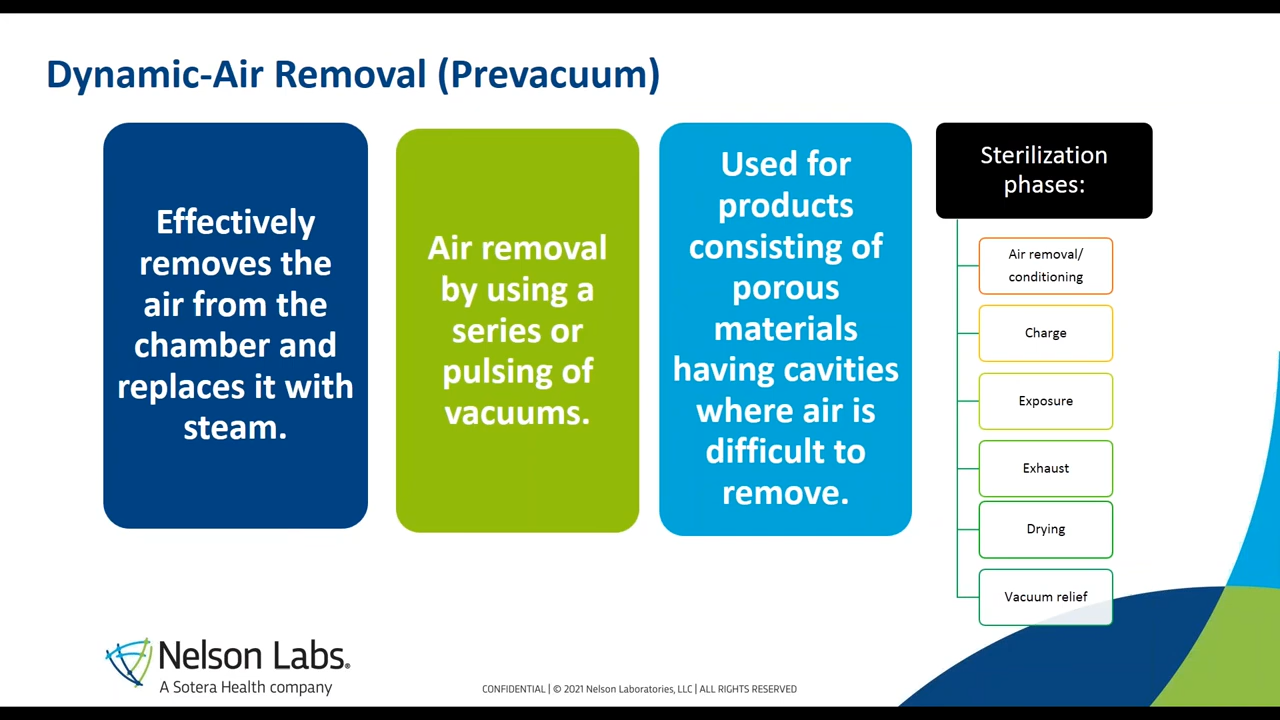 Dynamic-Air Removal (Prevacuum)
Effectively
removes the
air from the
chamber and
replaces it with
steam.
Air removal
by using a
series or
pulsing of
vacuums.
Used for
products
consisting of
porous
materials
having cavities
where air is
difficult to
remove.
Sterilization
phases:
Air removal/
conditioning
Charge
Exposure
Exhaust
Drying
Vacuum relief
Nelson Labs®
A Sotera Health company
CONFIDENTIAL | © 2021 Nelson Laboratories, LLC | ALL RIGHTS RESERVED